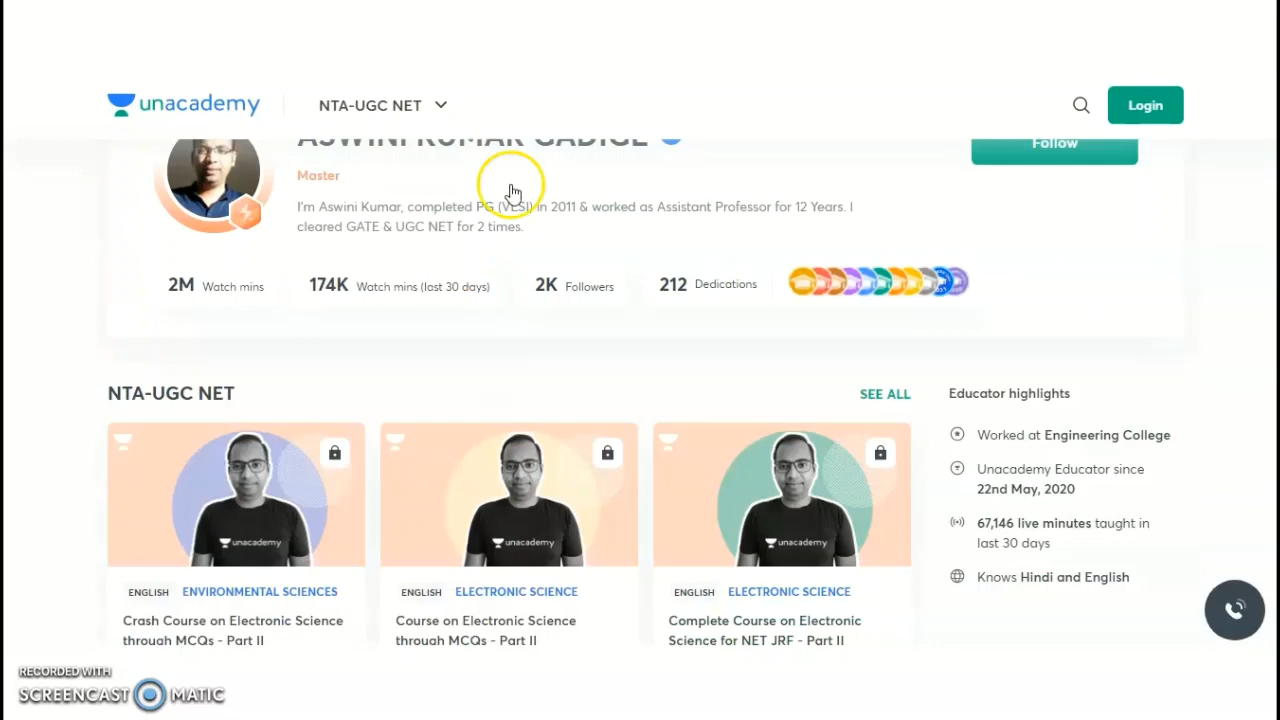 unacademy
NTA-UGC NET
Login
ASWINI KUMAR GADIGE
Follow
Master
I'm Aswini Kumar, completed PG (VLSI) in 2011 & worked as Assistant Professor for 12 Years. I
cleared GATE & UGC NET for 2 times.
2M Watch mins
174K Watch mins (last 30 days)
2K Followers
212 Dedications
NTA-UGC NET
SEE ALL
unacademy
ENGLISH ENVIRONMENTAL SCIENCES
Crash Course on Electronic Science
through MCQs - Part II
unacademy
ENGLISH ELECTRONIC SCIENCE
Course on Electronic Science
through MCQs - Part II
unacademy
ENGLISH ELECTRONIC SCIENCE
Complete Course on Electronic
Science for NET JRF - Part II
Educator highlights
Worked at Engineering College
Unacademy Educator since
22nd May, 2020
67,146 live minutes taught in
last 30 days
Knows Hindi and English
RECORDED WITH
SCREENCAST MATIC